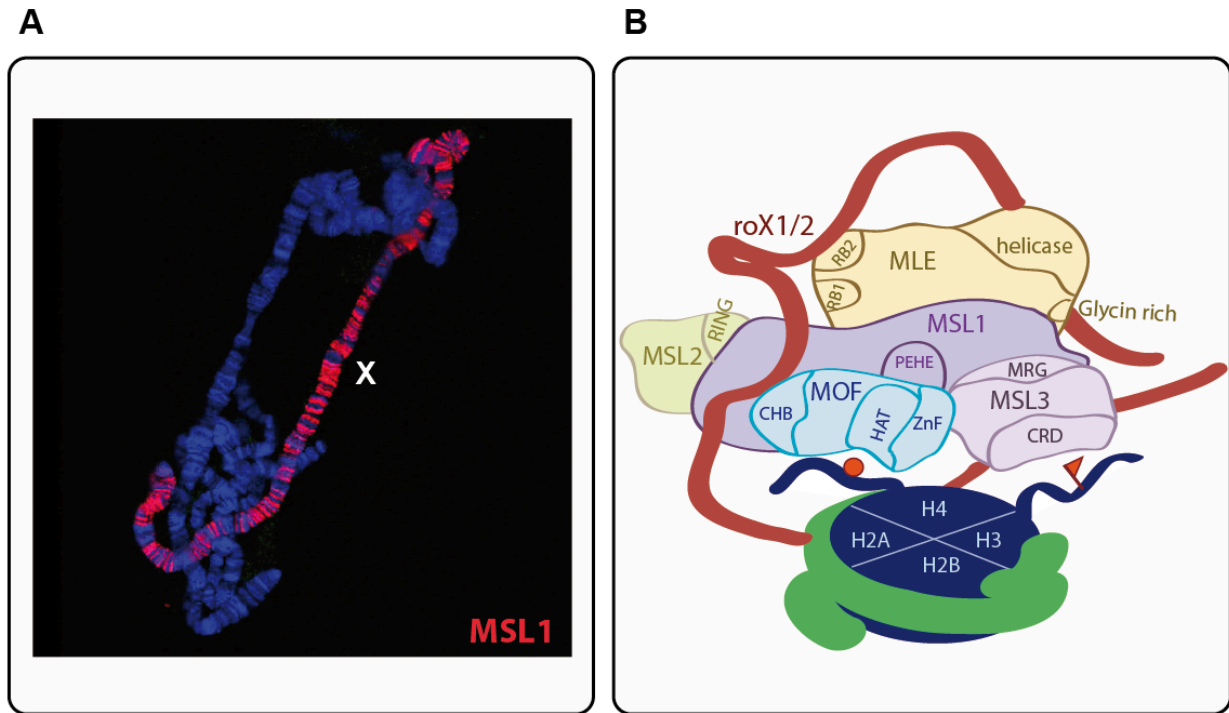 A
B
X
MSL1
roX1/2
RB2
MLE
helicase
RB1
Glycin rich
RING
MSL1
MSL2
PEHE
MRG
MOF
MSL3
CHB
HAT
ZnF
CRD
H4
H2A
H3
H2B